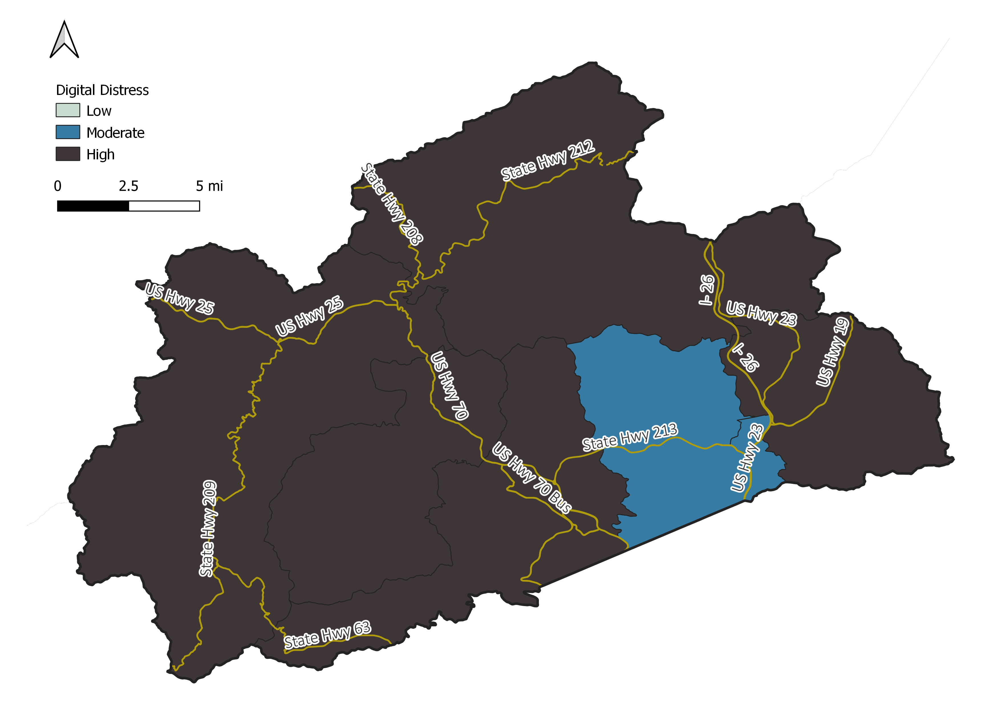 Digital Distress
Low
Moderate
High
0 2.5 5 mi
State Hwy 212
State Hwy 208
I- 26
US Hwy 25
US Hwy 25
US Hwy 23
US Hwy 19
I- 26
US Hwy 70
State Hwy 213
US Hwy 23
US Hwy 70 Bus
State Hwy 209
State Hwy 63